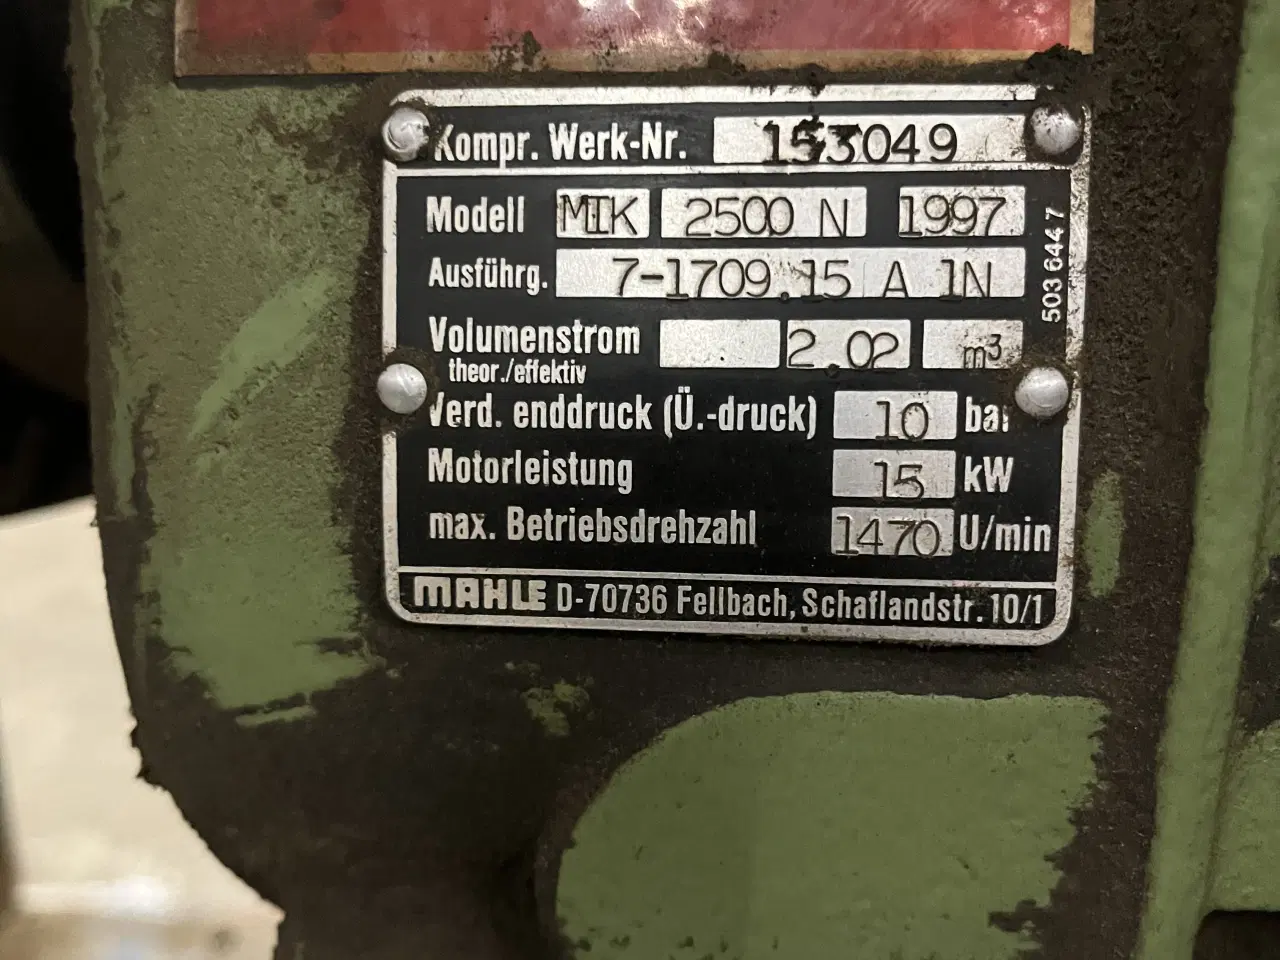 Kompr. Werk-Nr. 153049
Modell MIK 2500 N 1997
Ausführg. 7-1709.15 A 1N
Volumenstrom 2.02 m³
theor./effektiv
Verd. enddruck (Ü.-druck) 10 bar
Motorleistung 15 kW
max. Betriebsdrehzahl 1470 U/min
MAHLE D-70736 Fellbach, Schaflandstr. 10/1
503 644 7